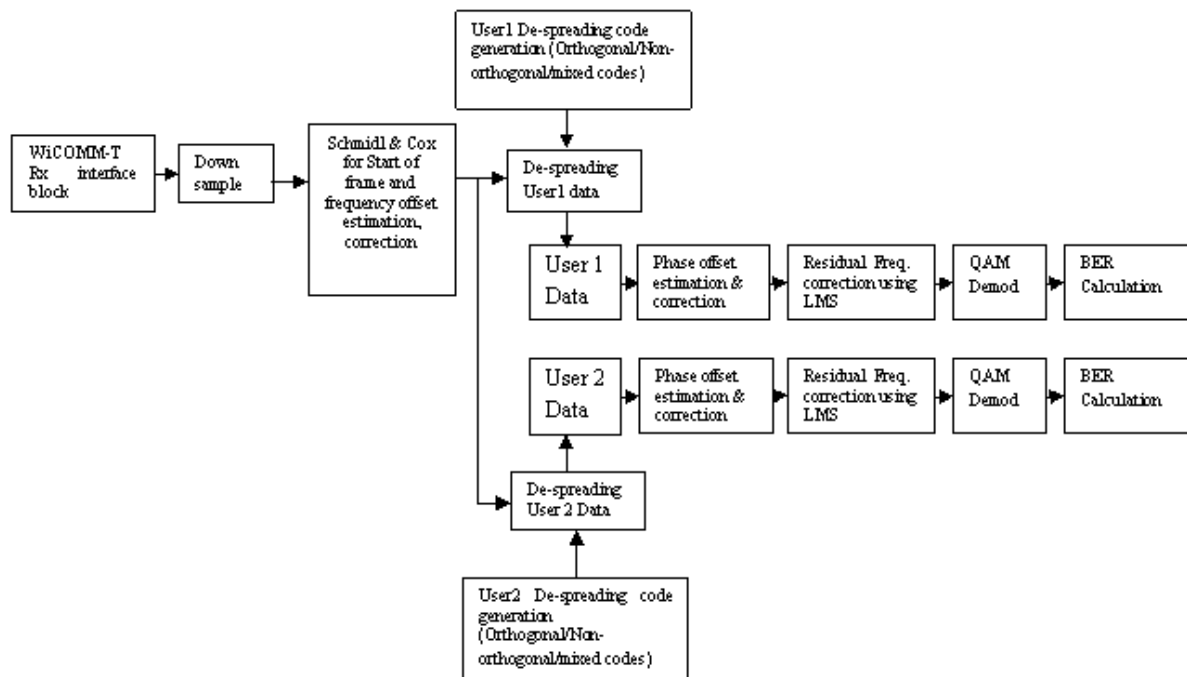 User1 De-spreading code
generation (Orthogonal/Non-
orthogonal/mixed codes)
WiCOMM-T
Rx interface
block
Down
sample
Schmidl & Cox
for Start of
frame and
frequency offset
estimation,
correction
De-spreading
User1 data
User 1
Data
Phase offset
estimation &
correction
Residual Freq.
correction using
LMS
QAM
Demod
BER
Calculation
User 2
Data
Phase offset
estimation &
correction
Residual Freq.
correction using
LMS
QAM
Demod
BER
Calculation
De-spreading
User 2 Data
User2 De-spreading code
generation
(Orthogonal/Non-
orthogonal/mixed codes)